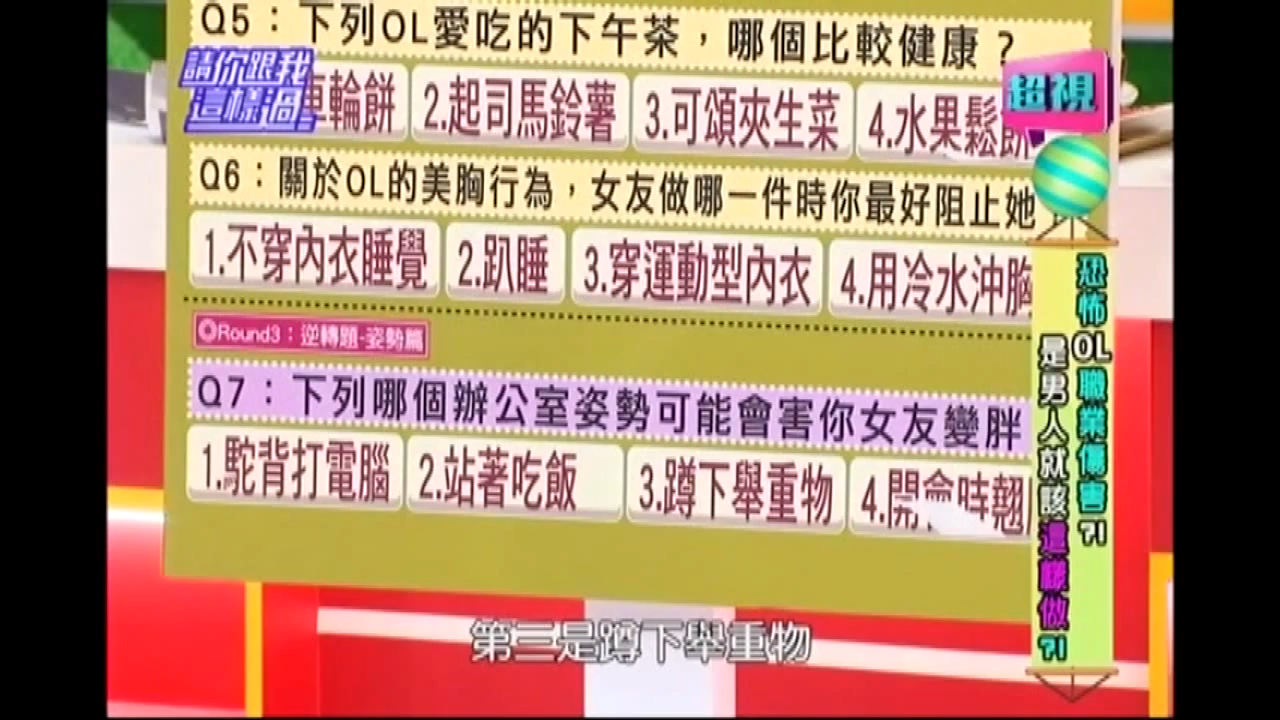 Q5：下列OL愛吃的下午茶，哪個比較健康？
請你跟我
這樣過
車輪餅 2.起司馬鈴薯 3.可頌夾生菜 4.水果鬆餅
超視
Q6：關於OL的美胸行為，女友做哪一件時你最好阻止她
1.不穿內衣睡覺 2.趴睡 3.穿運動型內衣 4.用冷水沖胸
◎Round3：逆轉題-姿勢篇
Q7：下列哪個辦公室姿勢可能會害你女友變胖
1.駝背打電腦 2.站著吃飯 3.蹲下舉重物 4.開會時翹
恐怖OL職業傷害?!
是男人就該這樣做?!
第三是蹲下舉重物